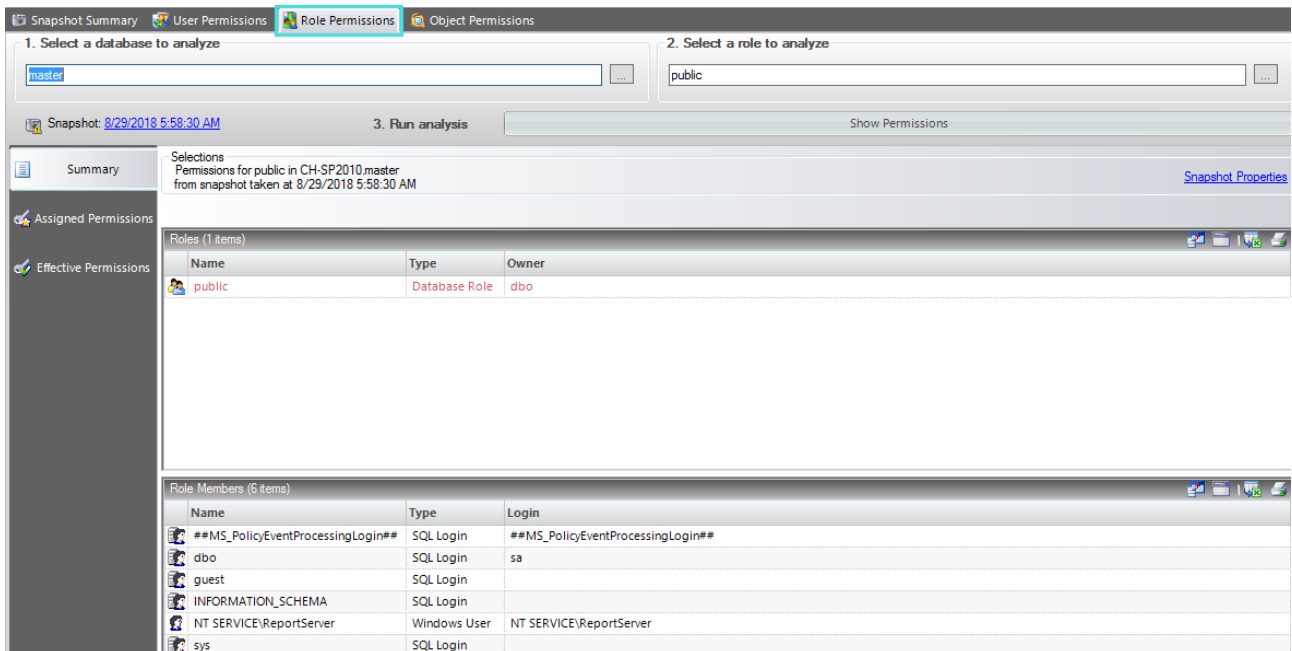 Snapshot Summary User Permissions Role Permissions Object Permissions
1. Select a database to analyze 2. Select a role to analyze
master ... public ...
Snapshot: 8/29/2018 5:58:30 AM 3. Run analysis Show Permissions
Summary
Assigned Permissions
Effective Permissions
Selections
Permissions for public in CH-SP2010.master
from snapshot taken at 8/29/2018 5:58:30 AM
Snapshot Properties
Roles (1 items)
Name Type Owner
public Database Role dbo
Role Members (6 items)
Name Type Login
##MS_PolicyEventProcessingLogin## SQL Login ##MS_PolicyEventProcessingLogin##
dbo SQL Login sa
guest SQL Login
INFORMATION_SCHEMA SQL Login
NT SERVICE\ReportServer Windows User NT SERVICE\ReportServer
sys SQL Login